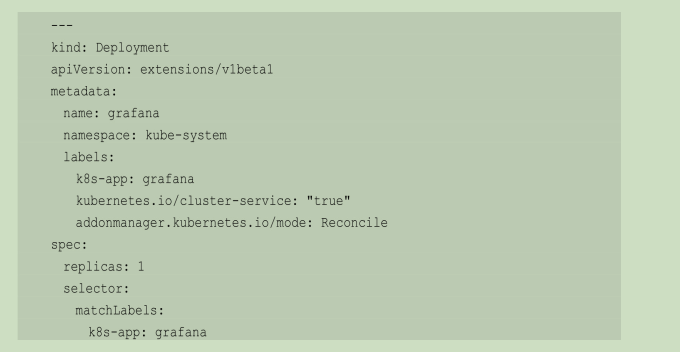 ---
kind: Deployment
apiVersion: extensions/v1beta1
metadata:
  name: grafana
  namespace: kube-system
  labels:
    k8s-app: grafana
    kubernetes.io/cluster-service: "true"
    addonmanager.kubernetes.io/mode: Reconcile
spec:
  replicas: 1
  selector:
    matchLabels:
      k8s-app: grafana